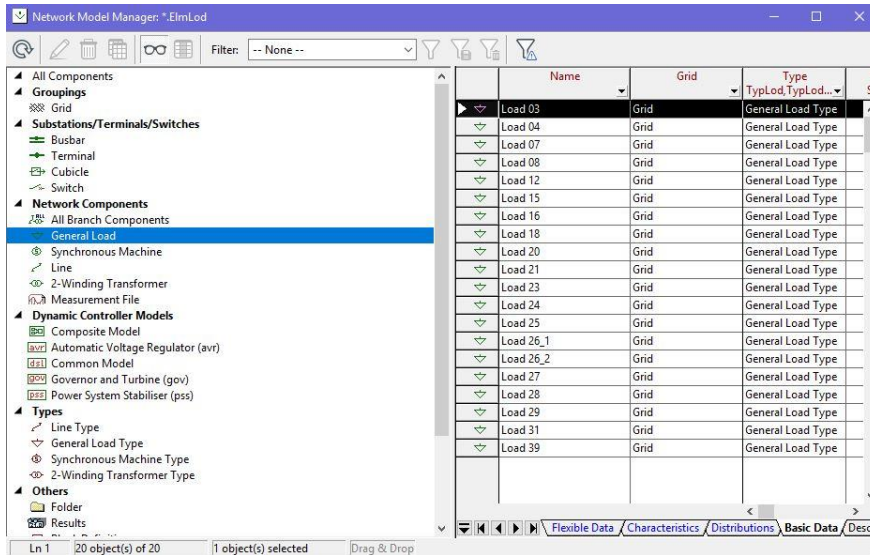 Network Model Manager: *.ElmLod
Filter: -- None --
All Components
Groupings
Grid
Substations/Terminals/Switches
Busbar
Terminal
Cubicle
Switch
Network Components
All Branch Components
General Load
Synchronous Machine
Line
2-Winding Transformer
Measurement File
Dynamic Controller Models
Composite Model
avr Automatic Voltage Regulator (avr)
dsl Common Model
gov Governor and Turbine (gov)
pss Power System Stabiliser (pss)
Types
Line Type
General Load Type
Synchronous Machine Type
2-Winding Transformer Type
Others
Folder
Results
Name Grid Type
TypLod,TypLod...
Load 03 Grid General Load Type
Load 04 Grid General Load Type
Load 07 Grid General Load Type
Load 08 Grid General Load Type
Load 12 Grid General Load Type
Load 15 Grid General Load Type
Load 16 Grid General Load Type
Load 18 Grid General Load Type
Load 20 Grid General Load Type
Load 21 Grid General Load Type
Load 23 Grid General Load Type
Load 24 Grid General Load Type
Load 25 Grid General Load Type
Load 26_1 Grid General Load Type
Load 26_2 Grid General Load Type
Load 27 Grid General Load Type
Load 28 Grid General Load Type
Load 29 Grid General Load Type
Load 31 Grid General Load Type
Load 39 Grid General Load Type
Flexible Data Characteristics Distributions Basic Data Desc
Ln 1 20 object(s) of 20 1 object(s) selected Drag & Drop